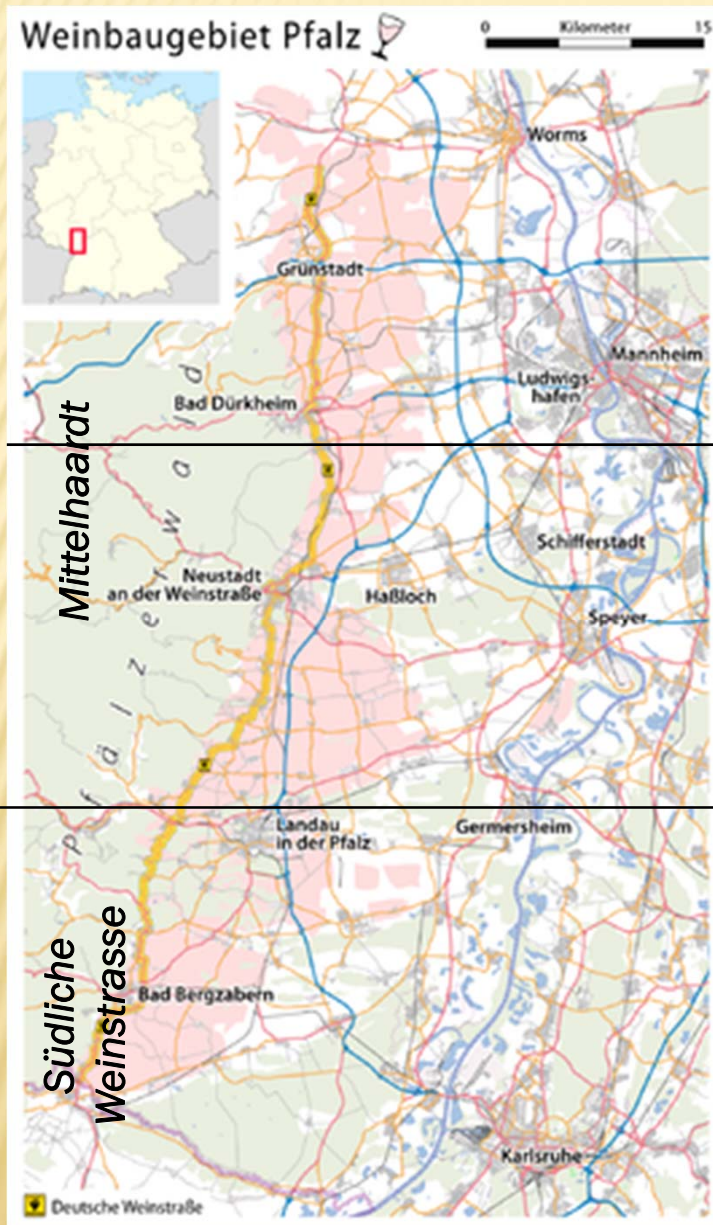 Weinbaugebiet Pfalz
0 Kilometer 15
Worms
Grünstadt
Mannheim
Ludwigs-
hafen
Bad Dürkheim
Mittelhaardt
Pfälzerwald
Schifferstadt
Neustadt
an der Weinstraße
Haßloch
Speyer
Landau
in der Pfalz
Germersheim
Südliche
Weinstrasse
Bad Bergzabern
Karlsruhe
Deutsche Weinstraße